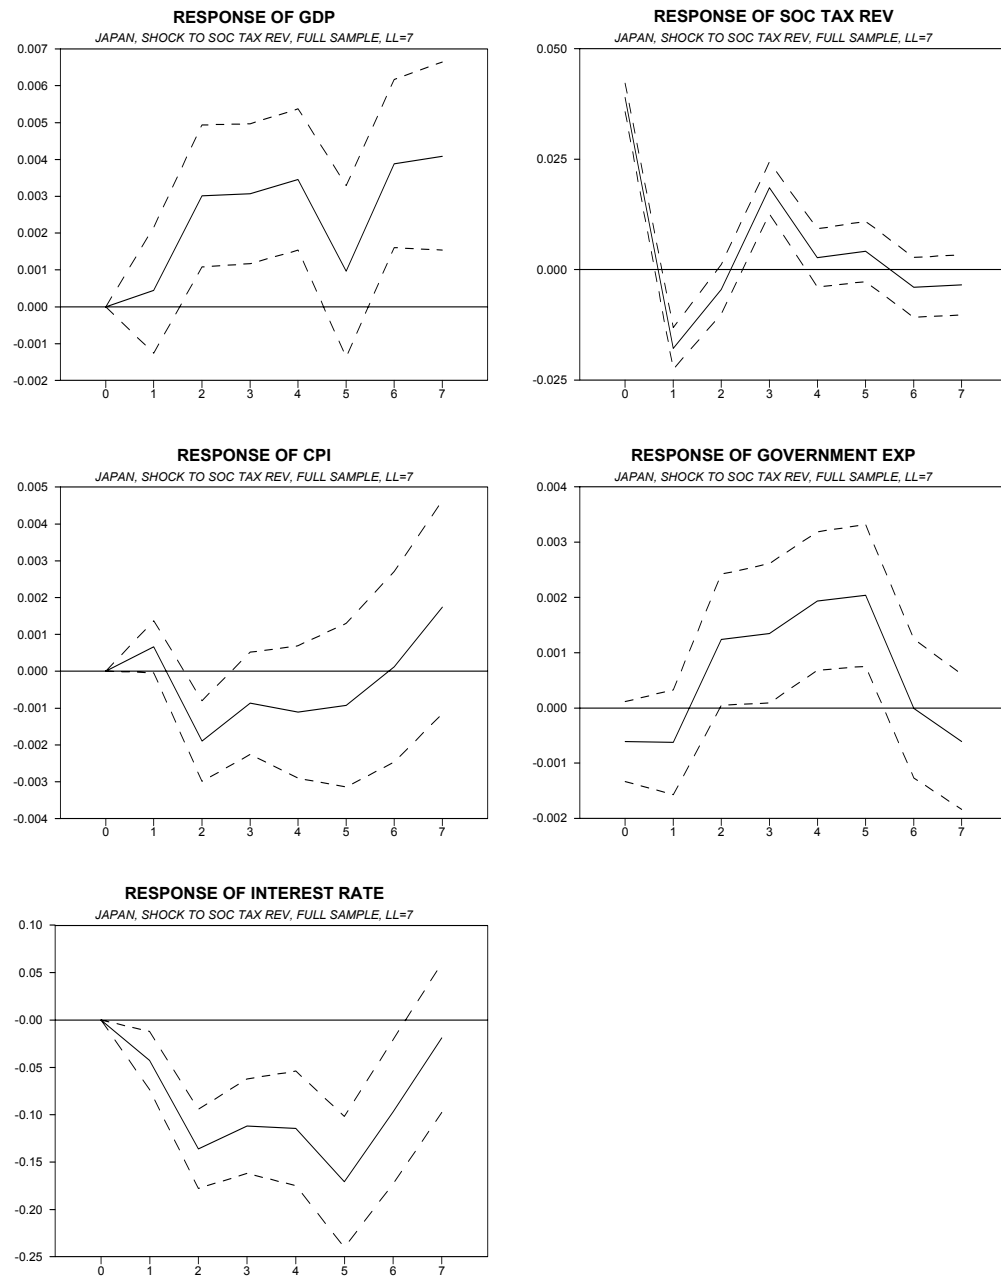 RESPONSE OF GDP
JAPAN, SHOCK TO SOC TAX REV, FULL SAMPLE, LL=7
0.007
0.006
0.005
0.004
0.003
0.002
0.001
0.000
-0.001
-0.002
0 1 2 3 4 5 6 7
RESPONSE OF SOC TAX REV
JAPAN, SHOCK TO SOC TAX REV, FULL SAMPLE, LL=7
0.050
0.025
0.000
-0.025
0 1 2 3 4 5 6 7
RESPONSE OF CPI
JAPAN, SHOCK TO SOC TAX REV, FULL SAMPLE, LL=7
0.005
0.004
0.003
0.002
0.001
0.000
-0.001
-0.002
-0.003
-0.004
0 1 2 3 4 5 6 7
RESPONSE OF GOVERNMENT EXP
JAPAN, SHOCK TO SOC TAX REV, FULL SAMPLE, LL=7
0.004
0.003
0.002
0.001
0.000
-0.001
-0.002
0 1 2 3 4 5 6 7
RESPONSE OF INTEREST RATE
JAPAN, SHOCK TO SOC TAX REV, FULL SAMPLE, LL=7
0.10
0.05
-0.00
-0.05
-0.10
-0.15
-0.20
-0.25
0 1 2 3 4 5 6 7